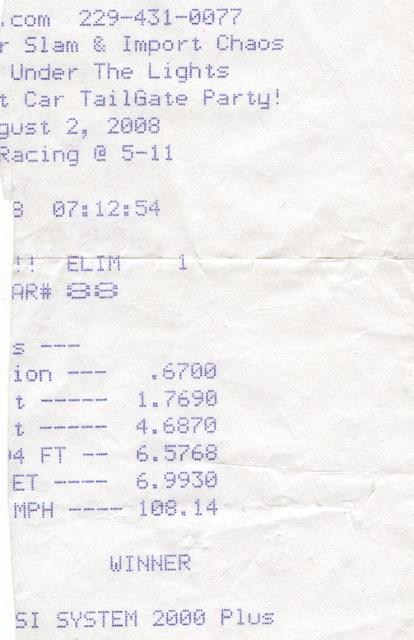 .com 229-431-0077
r Slam & Import Chaos
Under The Lights
t Car TailGate Party!
gust 2, 2008
Racing @ 5-11
8 07:12:54
!! ELIM 1
AR# 88
s ---
ion --- .6700
t ----- 1.7690
t ----- 4.6870
4 FT -- 6.5768
ET ---- 6.9930
MPH ---- 108.14
WINNER
SI SYSTEM 2000 Plus